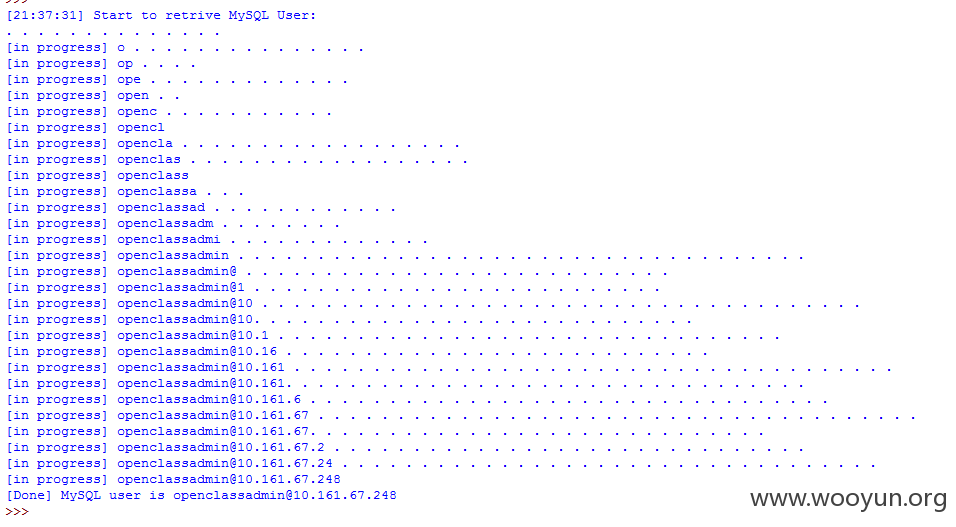 >>>
[21:37:31] Start to retrive MySQL User:
. . . . . . . . . . . . . .
[in progress] o . . . . . . . . . . . . . . .
[in progress] op . . . .
[in progress] ope . . . . . . . . . . . . .
[in progress] open . .
[in progress] openc . . . . . . . . . . .
[in progress] opencl
[in progress] opencla . . . . . . . . . . . . . . . . . .
[in progress] openclas . . . . . . . . . . . . . . . . . .
[in progress] openclass
[in progress] openclassa . . .
[in progress] openclassad . . . . . . . . . . . .
[in progress] openclassadm . . . . . . . .
[in progress] openclassadmi . . . . . . . . . . . . .
[in progress] openclassadmin . . . . . . . . . . . . . . . . . . . . . . . . . . . . . . . . . . . .
[in progress] openclassadmin@ . . . . . . . . . . . . . . . . . . . . . . . . . . .
[in progress] openclassadmin@1 . . . . . . . . . . . . . . . . . . . . . . . . . .
[in progress] openclassadmin@10 . . . . . . . . . . . . . . . . . . . . . . . . . . . . . . . . . . . . . .
[in progress] openclassadmin@10. . . . . . . . . . . . . . . . . . . . . . . . . . . .
[in progress] openclassadmin@10.1 . . . . . . . . . . . . . . . . . . . . . . . . . . . . . . . .
[in progress] openclassadmin@10.16 . . . . . . . . . . . . . . . . . . . . . . . . . . .
[in progress] openclassadmin@10.161 . . . . . . . . . . . . . . . . . . . . . . . . . . . . . . . . . . . . . .
[in progress] openclassadmin@10.161. . . . . . . . . . . . . . . . . . . . . . . . . . . . . . . . .
[in progress] openclassadmin@10.161.6 . . . . . . . . . . . . . . . . . . . . . . . . . . . . . . . . .
[in progress] openclassadmin@10.161.67 . . . . . . . . . . . . . . . . . . . . . . . . . . . . . . . . . . . . . .
[in progress] openclassadmin@10.161.67. . . . . . . . . . . . . . . . . . . . . . . . . . . . .
[in progress] openclassadmin@10.161.67.2 . . . . . . . . . . . . . . . . . . . . . . . . . . . . . .
[in progress] openclassadmin@10.161.67.24 . . . . . . . . . . . . . . . . . . . . . . . . . . . . . . . . . .
[in progress] openclassadmin@10.161.67.248
[Done] MySQL user is openclassadmin@10.161.67.248
>>>
www.wooyun.org